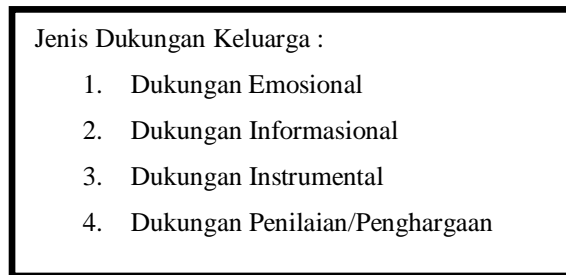 Jenis Dukungan Keluarga :
1. Dukungan Emosional
2. Dukungan Informasional
3. Dukungan Instrumental
4. Dukungan Penilaian/Penghargaan